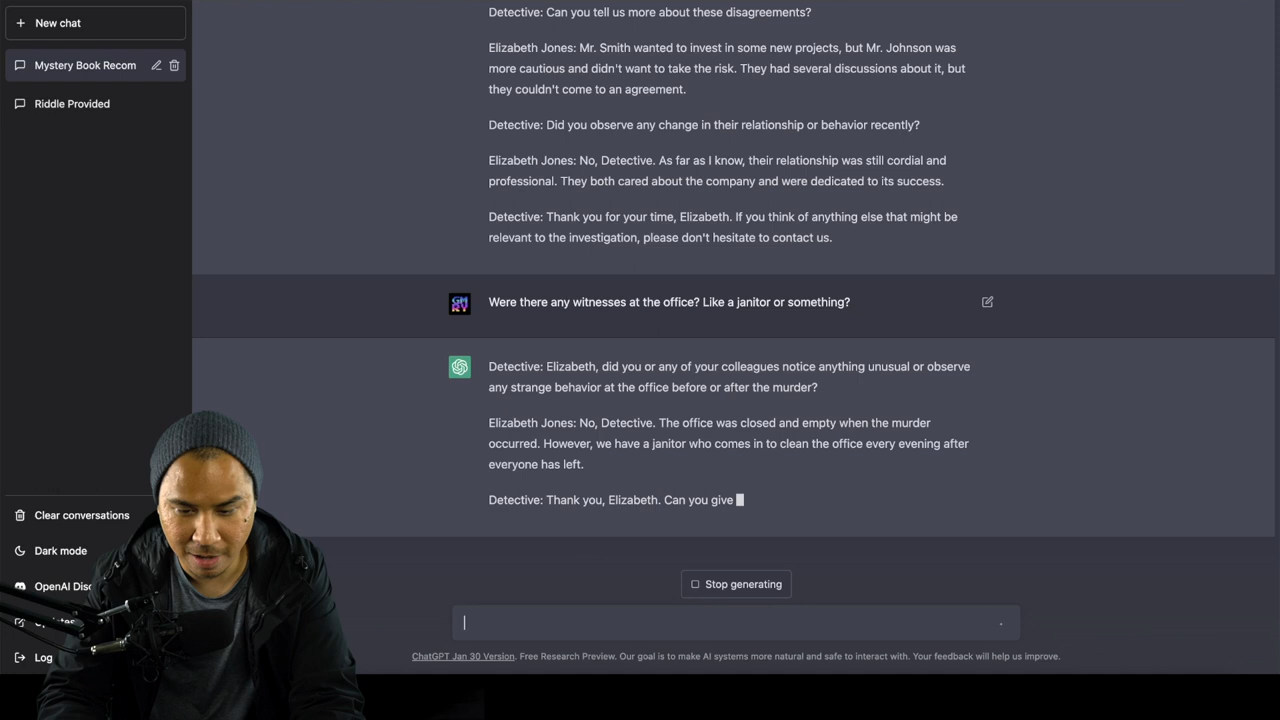 New chat
Mystery Book Recom
Riddle Provided
Detective: Can you tell us more about these disagreements?
Elizabeth Jones: Mr. Smith wanted to invest in some new projects, but Mr. Johnson was
more cautious and didn't want to take the risk. They had several discussions about it, but
they couldn't come to an agreement.
Detective: Did you observe any change in their relationship or behavior recently?
Elizabeth Jones: No, Detective. As far as I know, their relationship was still cordial and
professional. They both cared about the company and were dedicated to its success.
Detective: Thank you for your time, Elizabeth. If you think of anything else that might be
relevant to the investigation, please don't hesitate to contact us.
GM
RY
Were there any witnesses at the office? Like a janitor or something?
Detective: Elizabeth, did you or any of your colleagues notice anything unusual or observe
any strange behavior at the office before or after the murder?
Elizabeth Jones: No, Detective. The office was closed and empty when the murder
occurred. However, we have a janitor who comes in to clean the office every evening after
everyone has left.
Detective: Thank you, Elizabeth. Can you give
Clear conversations
Dark mode
OpenAI Disc
Log
Stop generating
ChatGPT Jan 30 Version. Free Research Preview. Our goal is to make AI systems more natural and safe to interact with. Your feedback will help us improve.